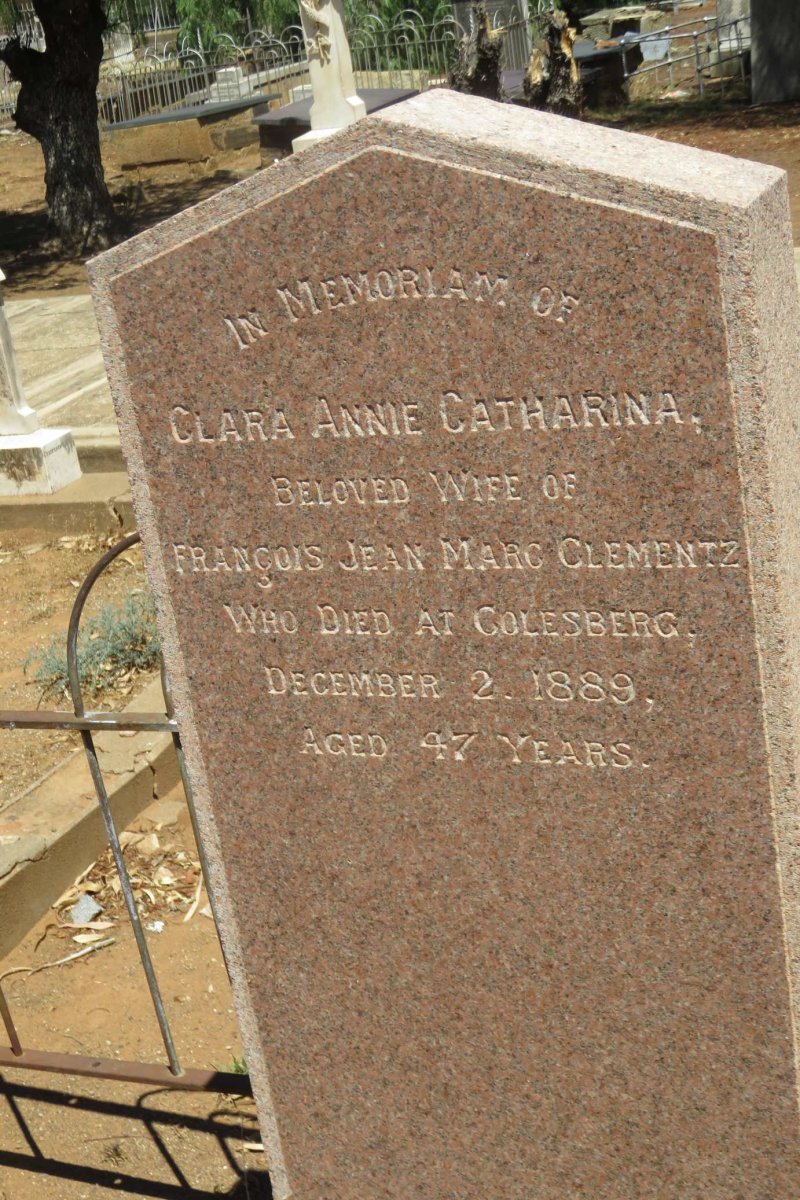 In Memoriam of
Clara Annie Catharina,
Beloved Wife of
François Jean Marc Clementz
Who Died at Colesberg,
December 2. 1889,
Aged 47 Years.